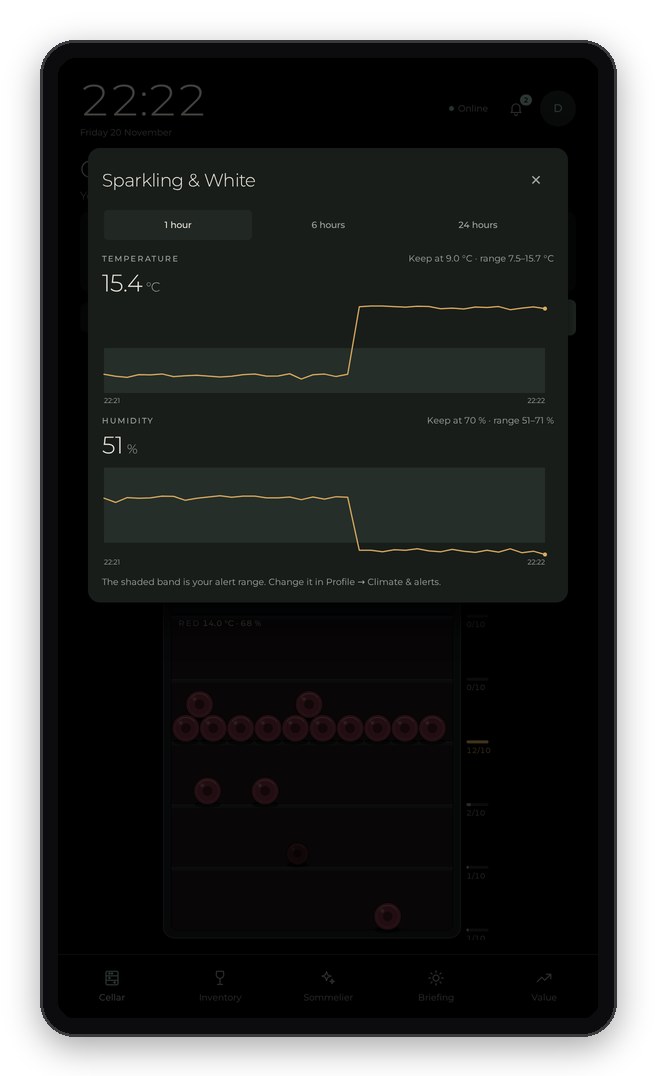 22:22
Friday 20 November
Online
2
D
Sparkling & White
×
1 hour
6 hours
24 hours
TEMPERATURE
Keep at 9.0 °C · range 7.5–15.7 °C
15.4 °C
22:21
22:22
HUMIDITY
Keep at 70 % · range 51–71 %
51 %
22:21
22:22
The shaded band is your alert range. Change it in Profile → Climate & alerts.
RED 14.0 °C · 68 %
0/10
0/10
12/10
2/10
1/10
1/10
Cellar
Inventory
Sommelier
Briefing
Value